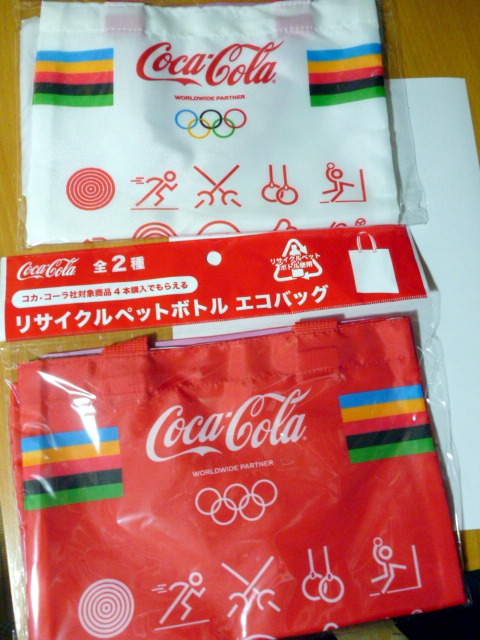 Coca-Cola
WORLDWIDE PARTNER
Coca-Cola 全2種
リサイクルペット
ボトル使用
コカ・コーラ社対象商品4本購入でもらえる
リサイクルペットボトル エコバッグ
Coca-Cola
WORLDWIDE PARTNER